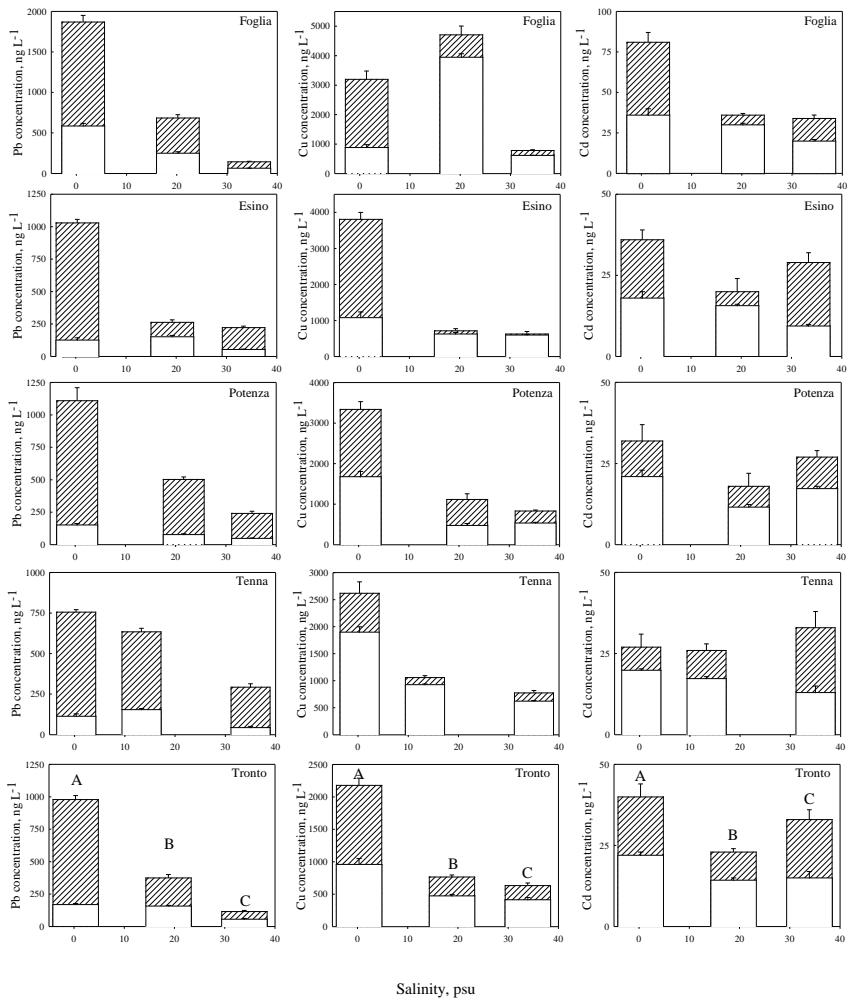 Foglia
Pb concentration, ng L-1
2000
1500
1000
500
0
0 10 20 30 40
Foglia
Cu concentration, ng L-1
5000
4000
3000
2000
1000
0
0 10 20 30 40
Foglia
Cd concentration, ng L-1
100
75
50
25
0
0 10 20 30 40
Esino
Pb concentration, ng L-1
1250
1000
750
500
250
0
0 10 20 30 40
Esino
Cu concentration, ng L-1
4000
3000
2000
1000
0
0 10 20 30 40
Esino
Cd concentration, ng L-1
50
25
0
0 10 20 30 40
Potenza
Pb concentration, ng L-1
1250
1000
750
500
250
0
0 10 20 30 40
Potenza
Cu concentration, ng L-1
4000
3000
2000
1000
0
0 10 20 30 40
Potenza
Cd concentration, ng L-1
50
25
0
0 10 20 30 40
Tenna
Pb concentration, ng L-1
1000
750
500
250
0
0 10 20 30 40
Tenna
Cu concentration, ng L-1
3000
2500
2000
1500
1000
500
0
0 10 20 30 40
Tenna
Cd concentration, ng L-1
50
25
0
0 10 20 30 40
Tronto
Pb concentration, ng L-1
1250
1000
750
500
250
0
A
B
C
0 10 20 30 40
Tronto
Cu concentration, ng L-1
2500
2000
1500
1000
500
0
A
B
C
0 10 20 30 40
Tronto
Cd concentration, ng L-1
50
25
0
A
B
C
0 10 20 30 40
Salinity, psu